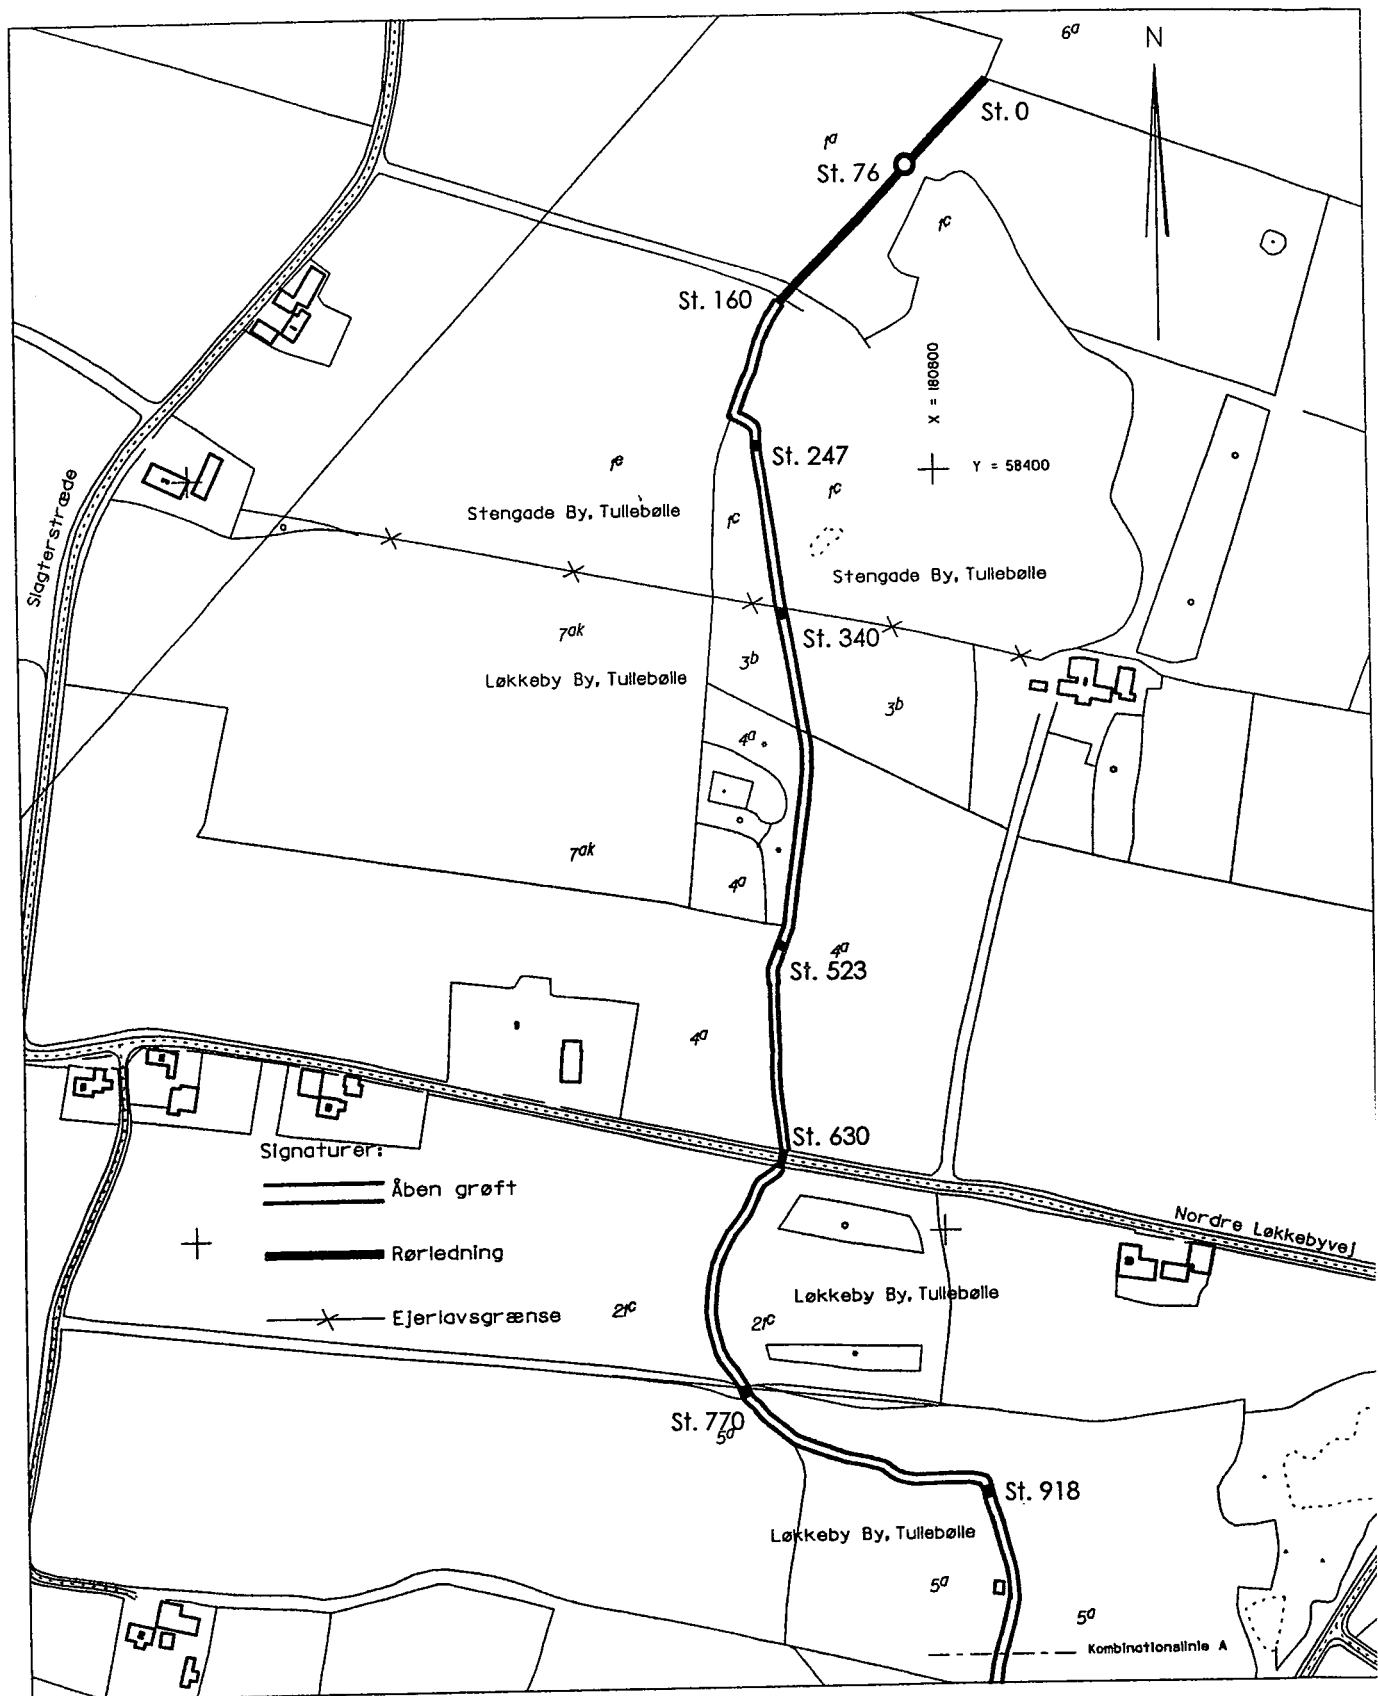 6a
N
St. 0
1a
St. 76
1c
St. 160
X = 180800
Y = 58400
St. 247
1e
1c
1c
Stengade By, Tullebølle
Slagterstræde
Stengade By, Tullebølle
7ak
St. 340
3b
Løkkeby By, Tullebølle
3b
4a
7ak
4a
4a
St. 523
4a
St. 630
Signaturer:
Åben grøft
Nordre Løkkebyvej
Rørledning
Løkkeby By, Tullebølle
21c
Ejerlavsgrænse
21c
St. 770
5a
St. 918
Løkkeby By, Tullebølle
5a
5a
Kombinationslinie A